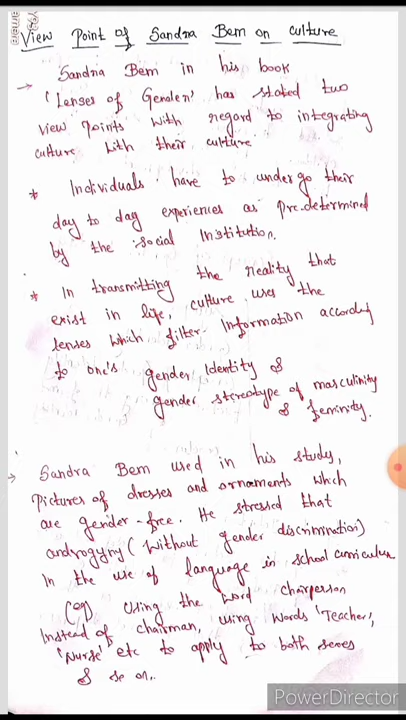 View Point of Sandra Bem on culture
→ Sandra Bem in his book
'Lenses of Gender' has stated two
view points with regard to integrating
culture with their culture.
* Individuals have to undergo their
day to day experiences as pre.determined
by the social Institution.
* In transmitting the reality that
exist in life, culture uses the
lenses which filter Information according
to one's gender Identity &
gender stereotype of masculinity
& feminity.
→ Sandra Bem used in his study,
Pictures of dresses and ornaments which
are gender-free. He stressed that
androgyny (without gender discrimination)
In the use of language in school curriculum
(eg) Using the word chairperson
Instead of chairman, using words 'Teacher',
'Nurse' etc to apply to both sexes
& so on..
PowerDirector